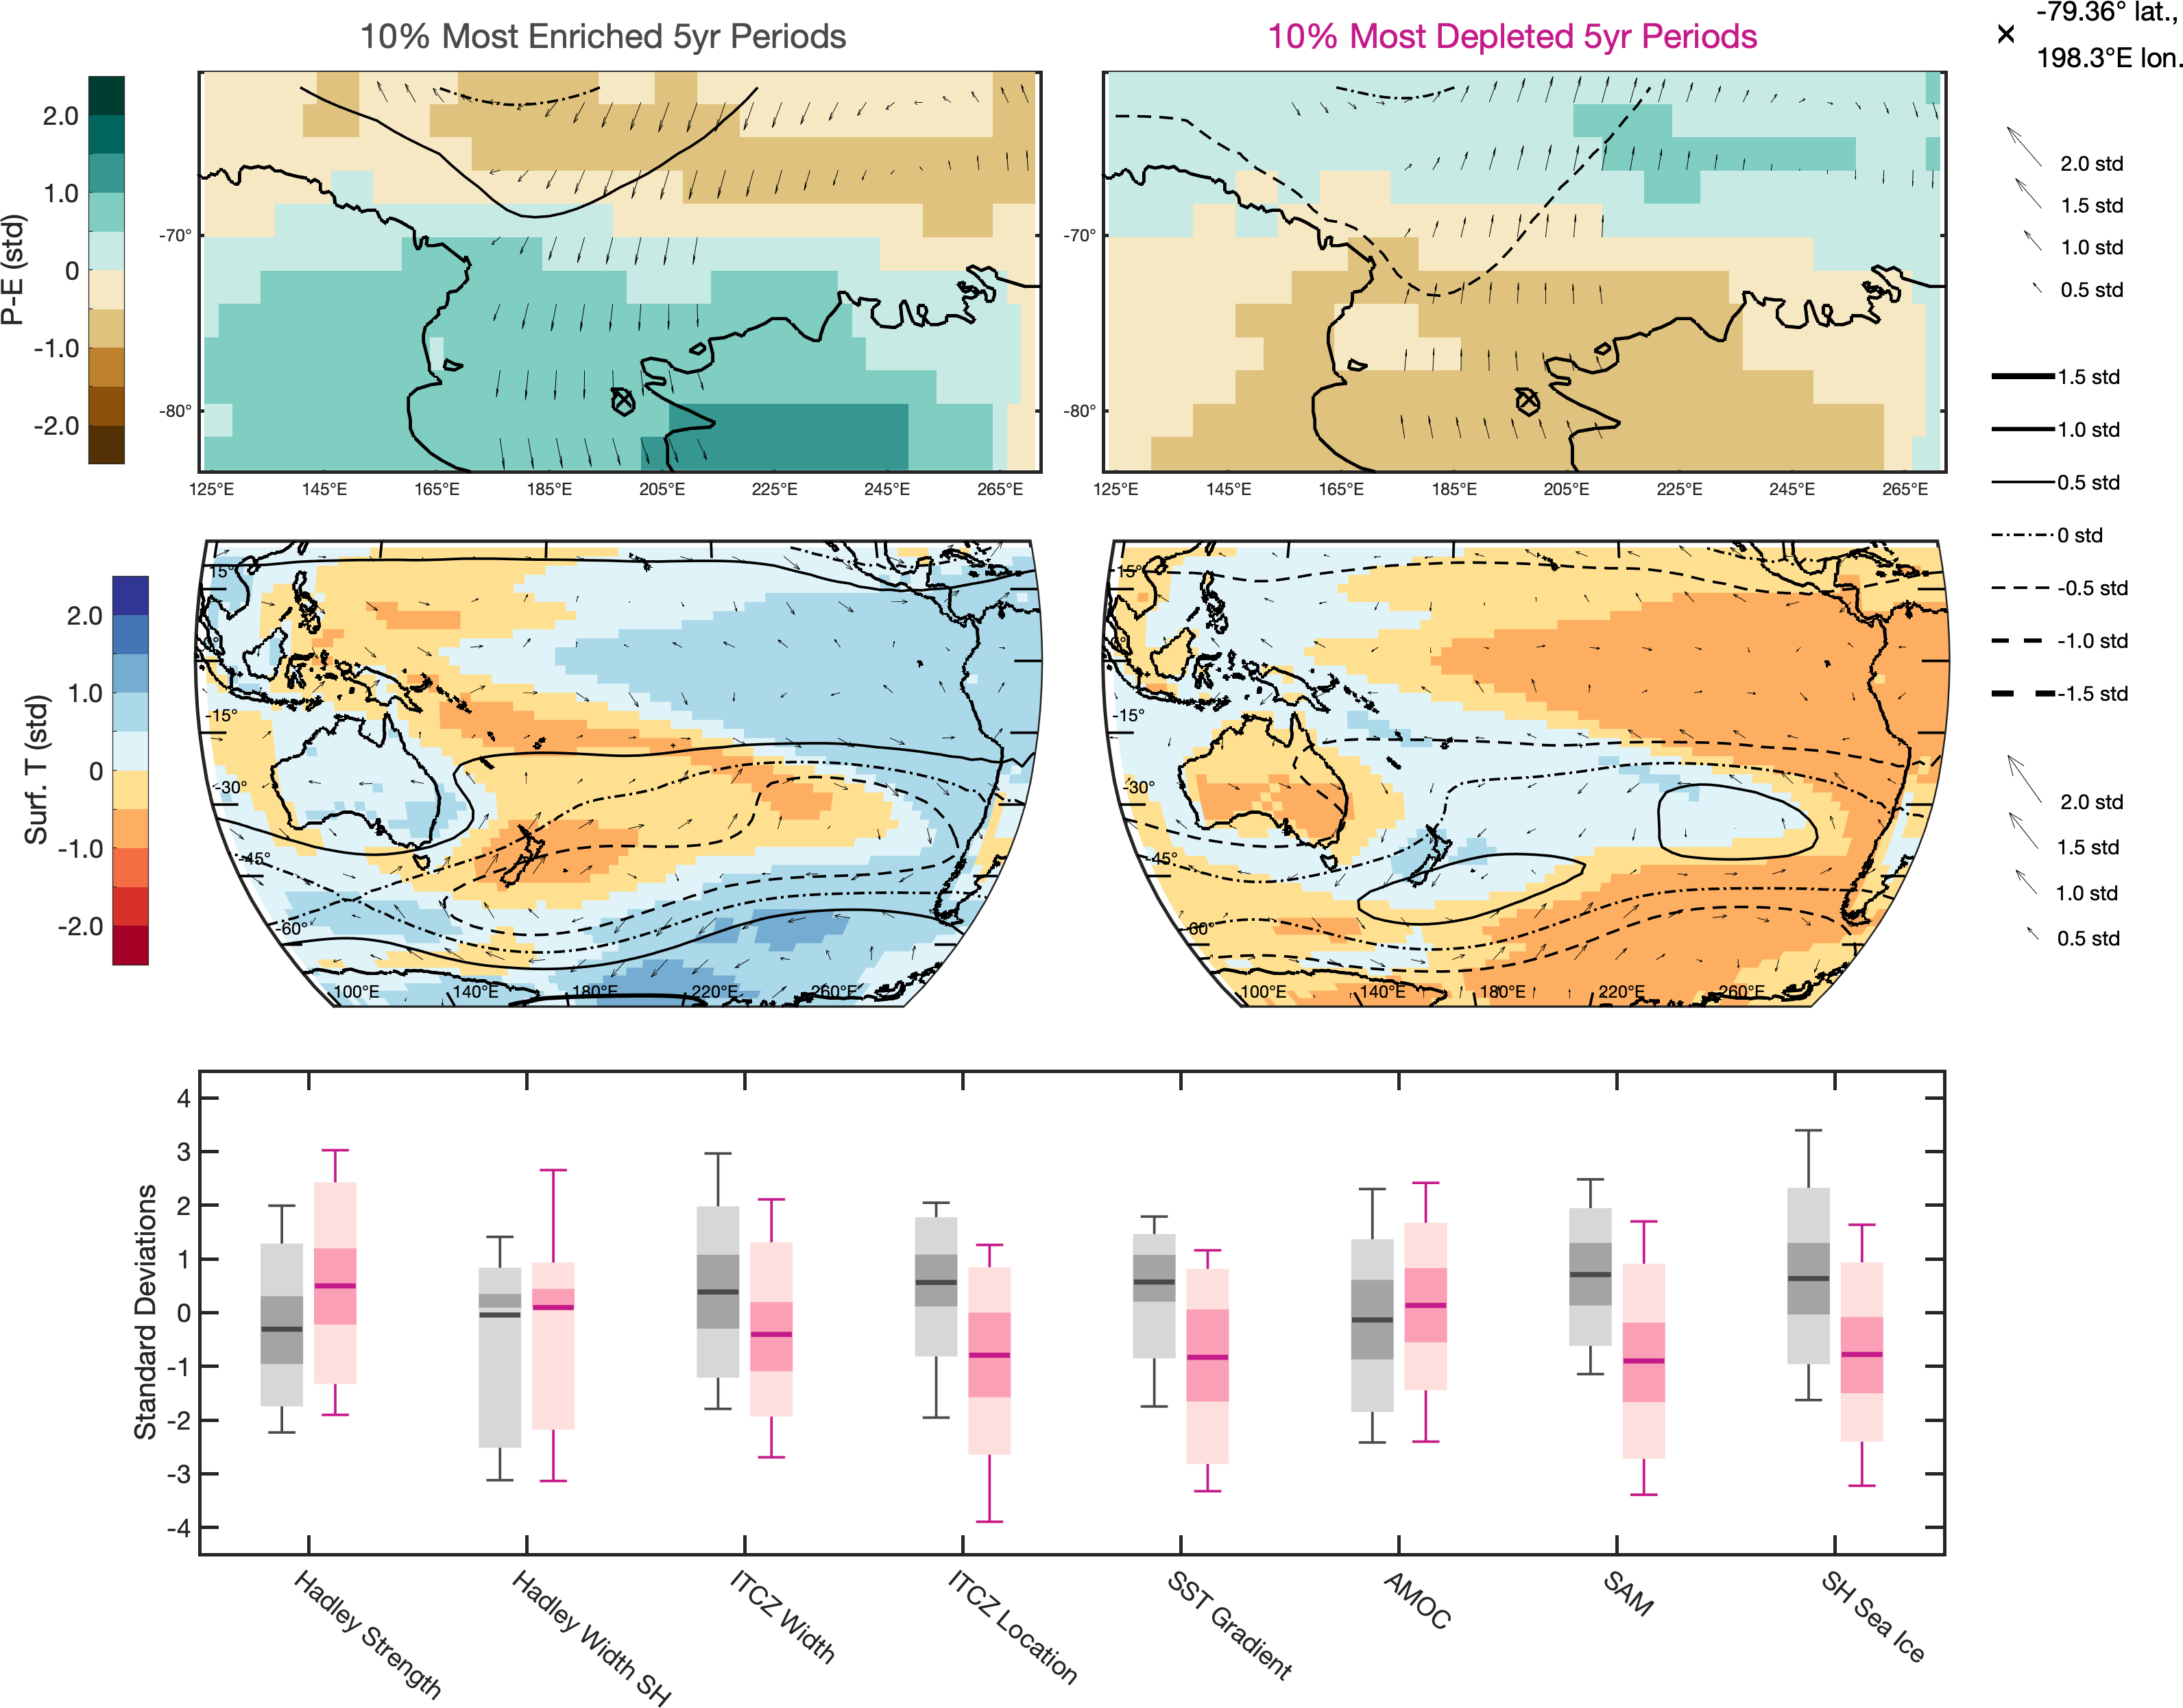 10% Most Enriched 5yr Periods
10% Most Depleted 5yr Periods
-79.36° lat.,
198.3°E lon.
P-E (std)
2.0
1.0
0
-1.0
-2.0
-70°
-80°
125°E 145°E 165°E 185°E 205°E 225°E 245°E 265°E
-70°
-80°
125°E 145°E 165°E 185°E 205°E 225°E 245°E 265°E
2.0 std
1.5 std
1.0 std
0.5 std
1.5 std
1.0 std
0.5 std
0 std
-0.5 std
-1.0 std
-1.5 std
2.0 std
1.5 std
1.0 std
0.5 std
Surf. T (std)
2.0
1.0
0
-1.0
-2.0
15°
0°
-15°
-30°
-45°
-60°
100°E 140°E 180°E 220°E 260°E
15°
0°
-15°
-30°
-45°
-60°
100°E 140°E 180°E 220°E 260°E
Standard Deviations
4
3
2
1
0
-1
-2
-3
-4
Hadley Strength
Hadley Width SH
ITCZ Width
ITCZ Location
SST Gradient
AMOC
SAM
SH Sea Ice